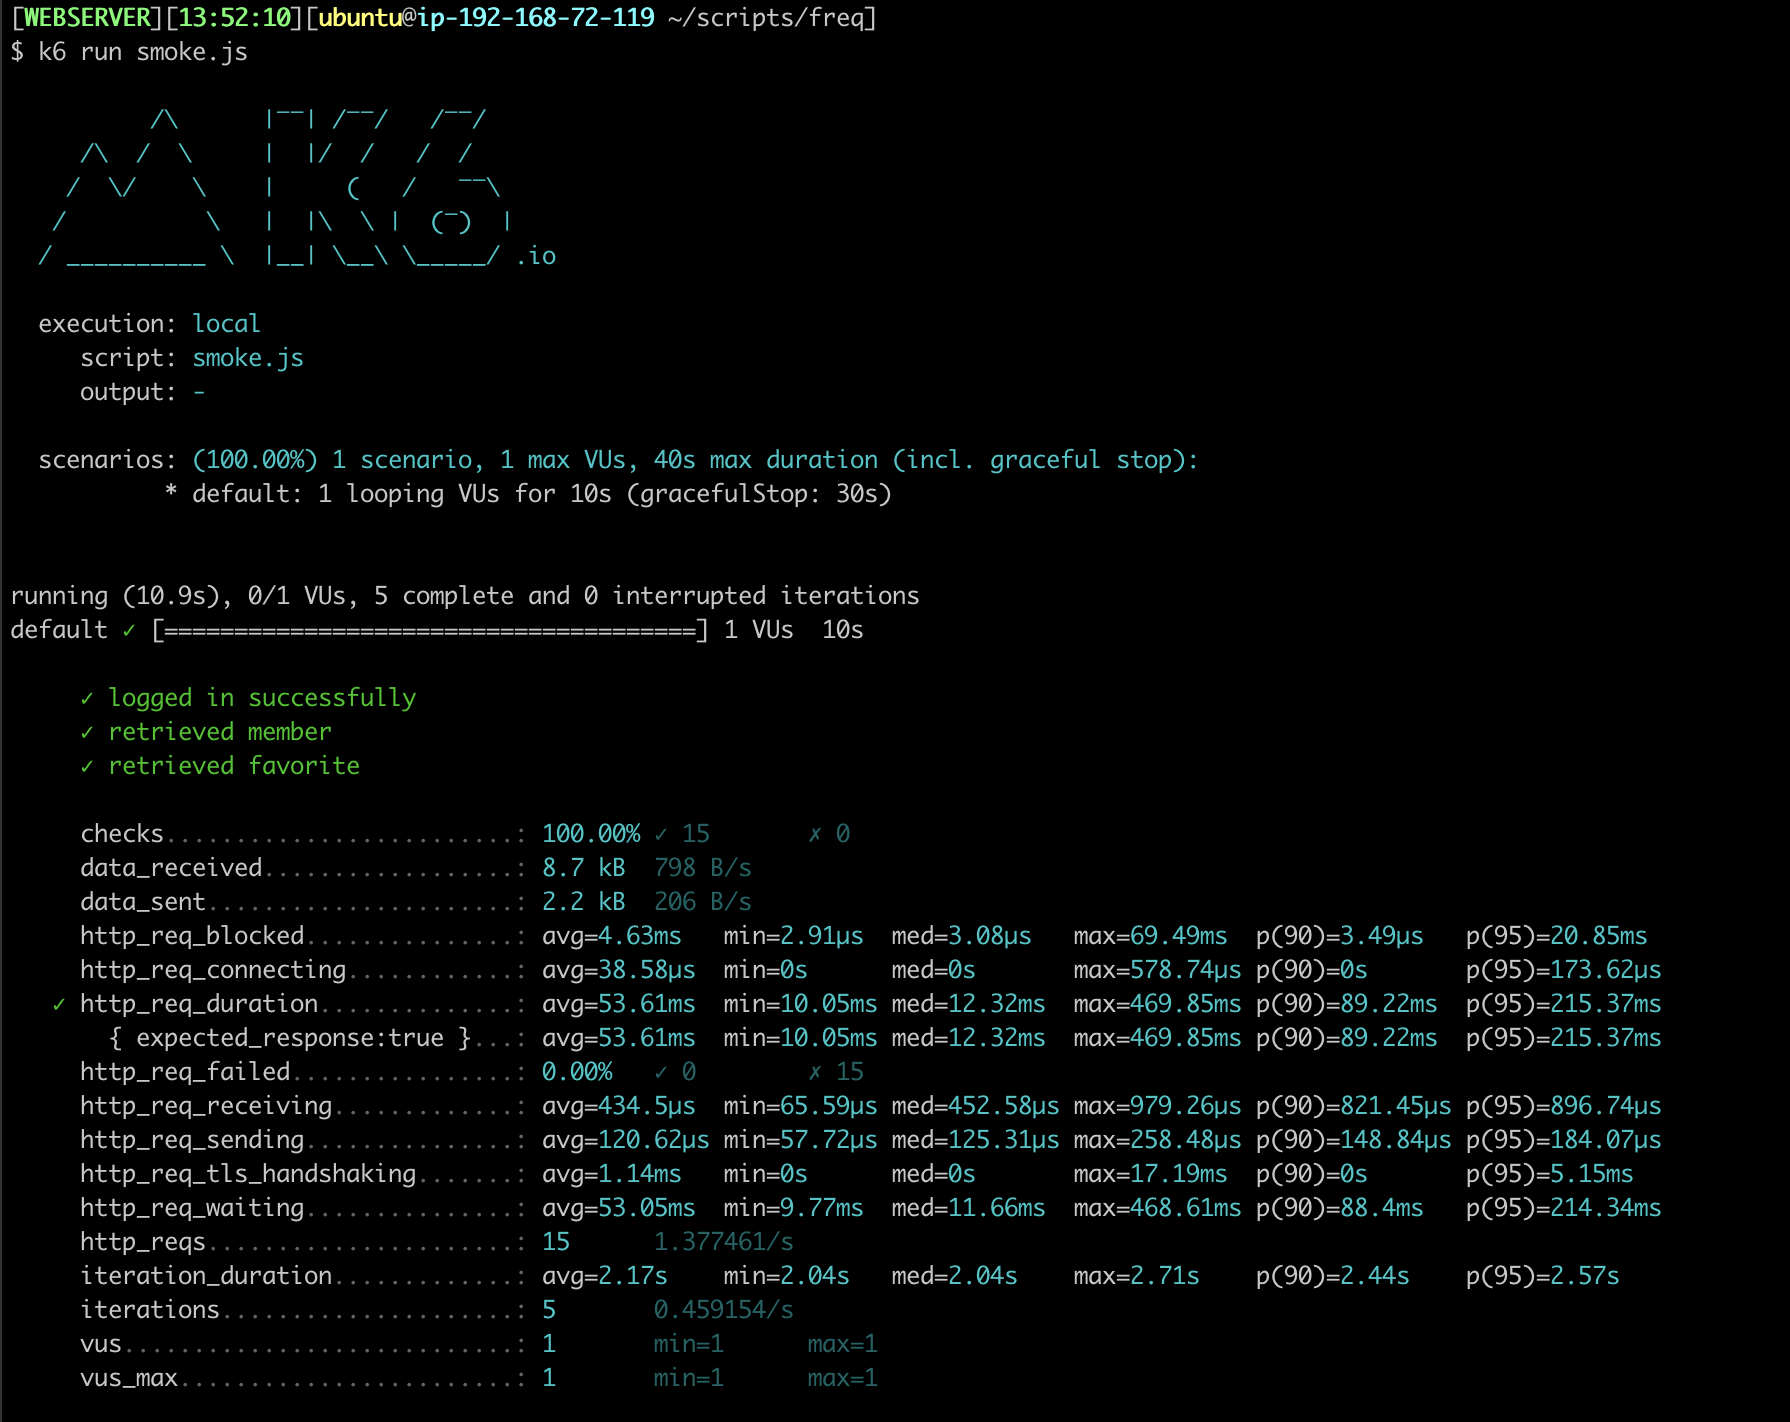 [WEBSERVER][13:52:10][ubuntu@ip-192-168-72-119 ~/scripts/freq]
$ k6 run smoke.js
          /\      |‾‾| /‾‾/   /‾‾/
     /\  /  \     |  |/  /   /  /
    /  \/    \    |     (   /   ‾‾\
   /          \   |  |\  \ |  (‾)  |
  / __________ \  |__| \__\ \_____/ .io
execution: local
script: smoke.js
output: -
scenarios: (100.00%) 1 scenario, 1 max VUs, 40s max duration (incl. graceful stop):
* default: 1 looping VUs for 10s (gracefulStop: 30s)
running (10.9s), 0/1 VUs, 5 complete and 0 interrupted iterations
default ✓ [======================================] 1 VUs  10s
✓ logged in successfully
✓ retrieved member
✓ retrieved favorite
checks.........................: 100.00% ✓ 15       ✗ 0
data_received..................: 8.7 kB  798 B/s
data_sent......................: 2.2 kB  206 B/s
http_req_blocked...............: avg=4.63ms   min=2.91µs  med=3.08µs   max=69.49ms  p(90)=3.49µs   p(95)=20.85ms
http_req_connecting............: avg=38.58µs  min=0s      med=0s       max=578.74µs p(90)=0s       p(95)=173.62µs
✓ http_req_duration..............: avg=53.61ms  min=10.05ms med=12.32ms  max=469.85ms p(90)=89.22ms  p(95)=215.37ms
{ expected_response:true }...: avg=53.61ms  min=10.05ms med=12.32ms  max=469.85ms p(90)=89.22ms  p(95)=215.37ms
http_req_failed................: 0.00%   ✓ 0        ✗ 15
http_req_receiving.............: avg=434.5µs  min=65.59µs med=452.58µs max=979.26µs p(90)=821.45µs p(95)=896.74µs
http_req_sending...............: avg=120.62µs min=57.72µs med=125.31µs max=258.48µs p(90)=148.84µs p(95)=184.07µs
http_req_tls_handshaking.......: avg=1.14ms   min=0s      med=0s       max=17.19ms  p(90)=0s       p(95)=5.15ms
http_req_waiting...............: avg=53.05ms  min=9.77ms  med=11.66ms  max=468.61ms p(90)=88.4ms   p(95)=214.34ms
http_reqs......................: 15      1.377461/s
iteration_duration.............: avg=2.17s    min=2.04s   med=2.04s    max=2.71s    p(90)=2.44s    p(95)=2.57s
iterations.....................: 5       0.459154/s
vus............................: 1       min=1      max=1
vus_max........................: 1       min=1      max=1